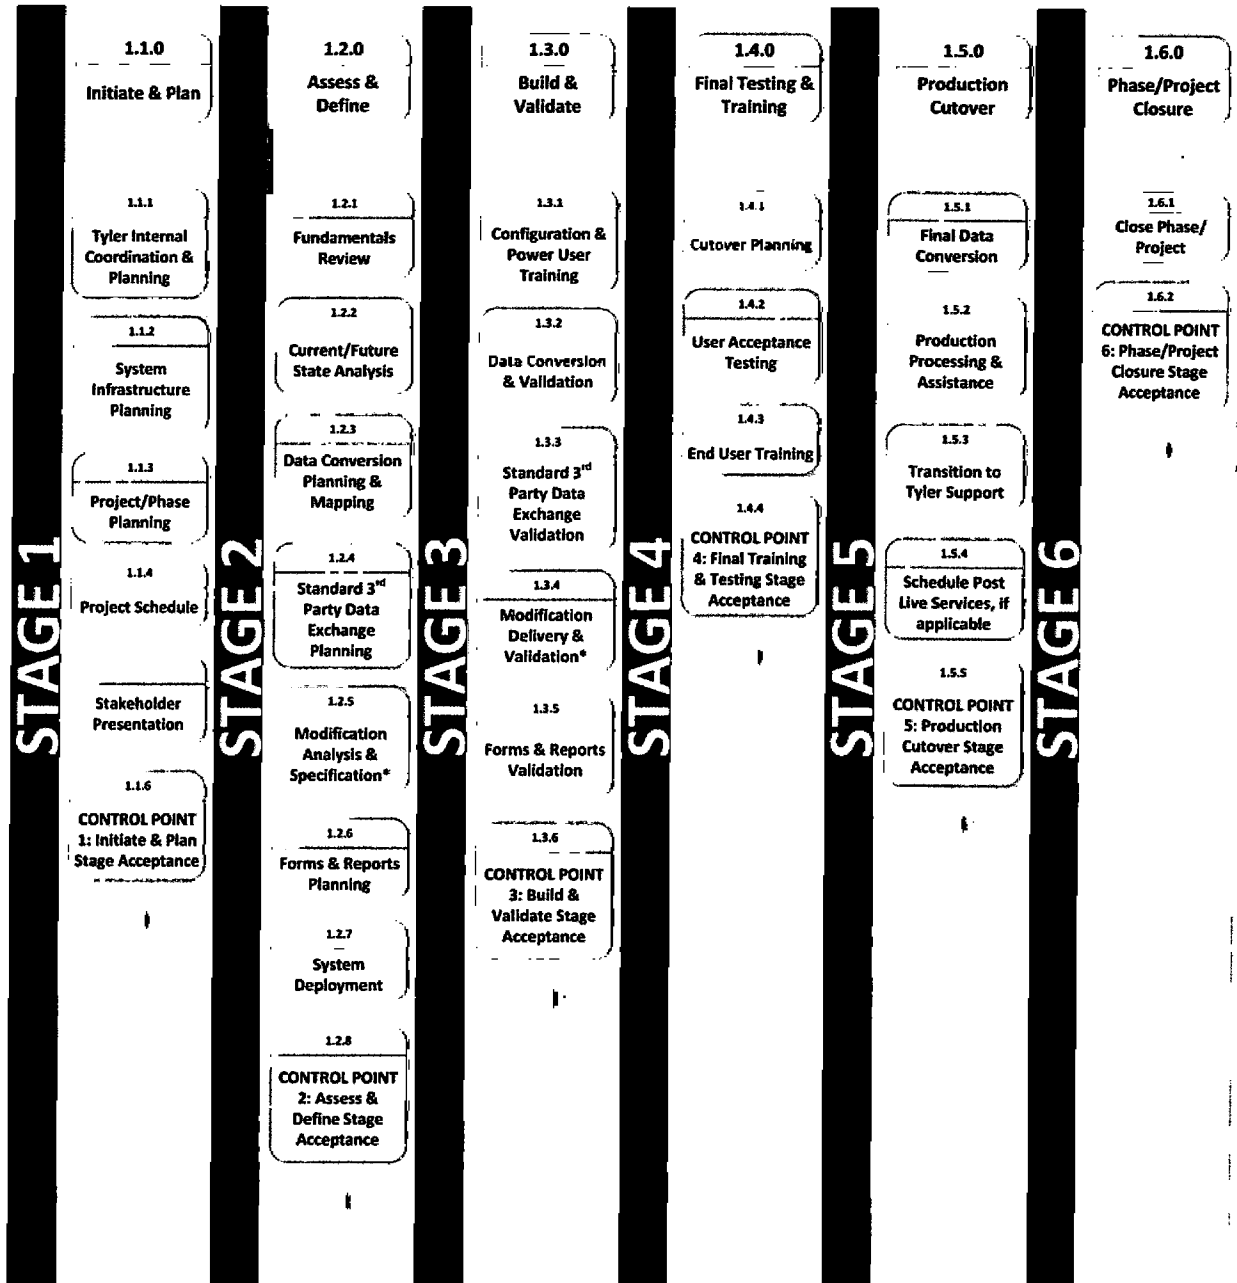 STAGE 1
1.1.0
Initiate & Plan
1.1.1
Tyler Internal
Coordination &
Planning
1.1.2
System
Infrastructure
Planning
1.1.3
Project/Phase
Planning
1.1.4
Project Schedule
Stakeholder
Presentation
1.1.6
CONTROL POINT
1: Initiate & Plan
Stage Acceptance
STAGE 2
1.2.0
Assess &
Define
1.2.1
Fundamentals
Review
1.2.2
Current/Future
State Analysis
1.2.3
Data Conversion
Planning &
Mapping
1.2.4
Standard 3rd
Party Data
Exchange
Planning
1.2.5
Modification
Analysis &
Specification*
1.2.6
Forms & Reports
Planning
1.2.7
System
Deployment
1.2.8
CONTROL POINT
2: Assess &
Define Stage
Acceptance
STAGE 3
1.3.0
Build &
Validate
1.3.1
Configuration &
Power User
Training
1.3.2
Data Conversion
& Validation
1.3.3
Standard 3rd
Party Data
Exchange
Validation
1.3.4
Modification
Delivery &
Validation*
1.3.5
Forms & Reports
Validation
1.3.6
CONTROL POINT
3: Build &
Validate Stage
Acceptance
STAGE 4
1.4.0
Final Testing &
Training
1.4.1
Cutover Planning
1.4.2
User Acceptance
Testing
1.4.3
End User Training
1.4.4
CONTROL POINT
4: Final Training
& Testing Stage
Acceptance
STAGE 5
1.5.0
Production
Cutover
1.5.1
Final Data
Conversion
1.5.2
Production
Processing &
Assistance
1.5.3
Transition to
Tyler Support
1.5.4
Schedule Post
Live Services, if
applicable
1.5.5
CONTROL POINT
5: Production
Cutover Stage
Acceptance
STAGE 6
1.6.0
Phase/Project
Closure
1.6.1
Close Phase/
Project
1.6.2
CONTROL POINT
6: Phase/Project
Closure Stage
Acceptance